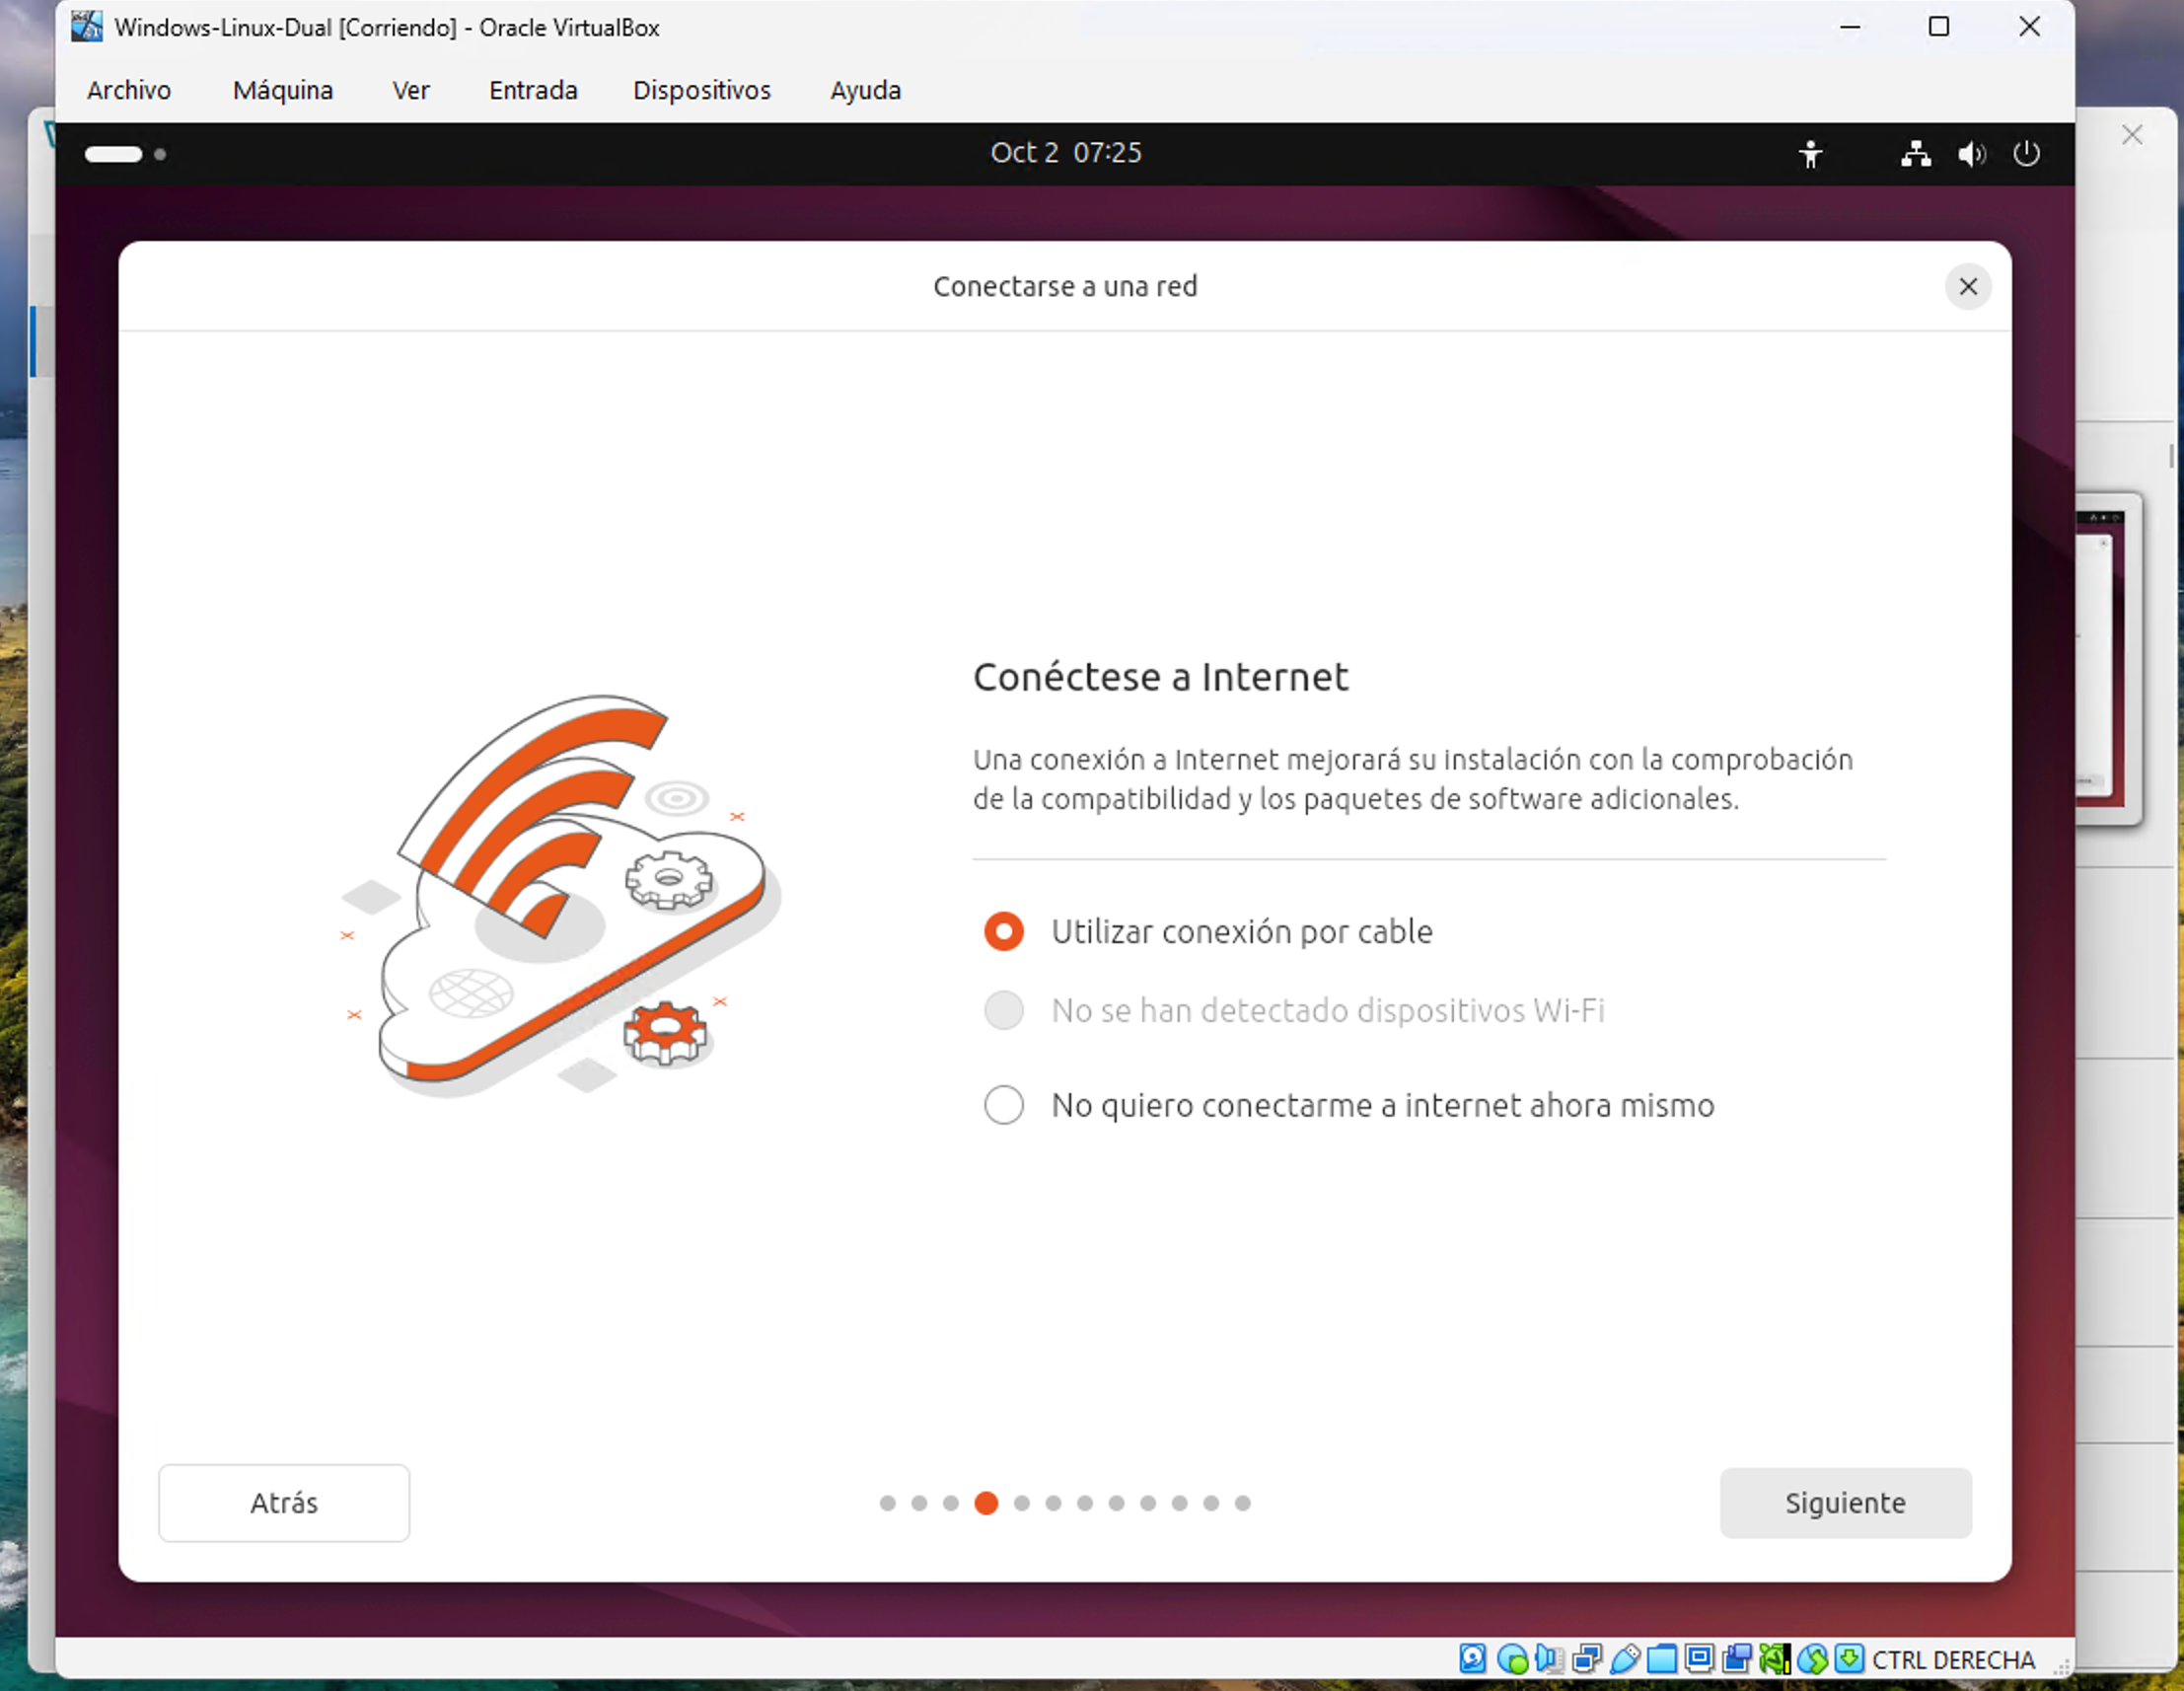 Windows-Linux-Dual [Corriendo] - Oracle VirtualBox
Archivo Máquina Ver Entrada Dispositivos Ayuda
Oct 2 07:25
Conectarse a una red
Conéctese a Internet
Una conexión a Internet mejorará su instalación con la comprobación
de la compatibilidad y los paquetes de software adicionales.
Utilizar conexión por cable
No se han detectado dispositivos Wi-Fi
No quiero conectarme a internet ahora mismo
Atrás
Siguiente
CTRL DERECHA